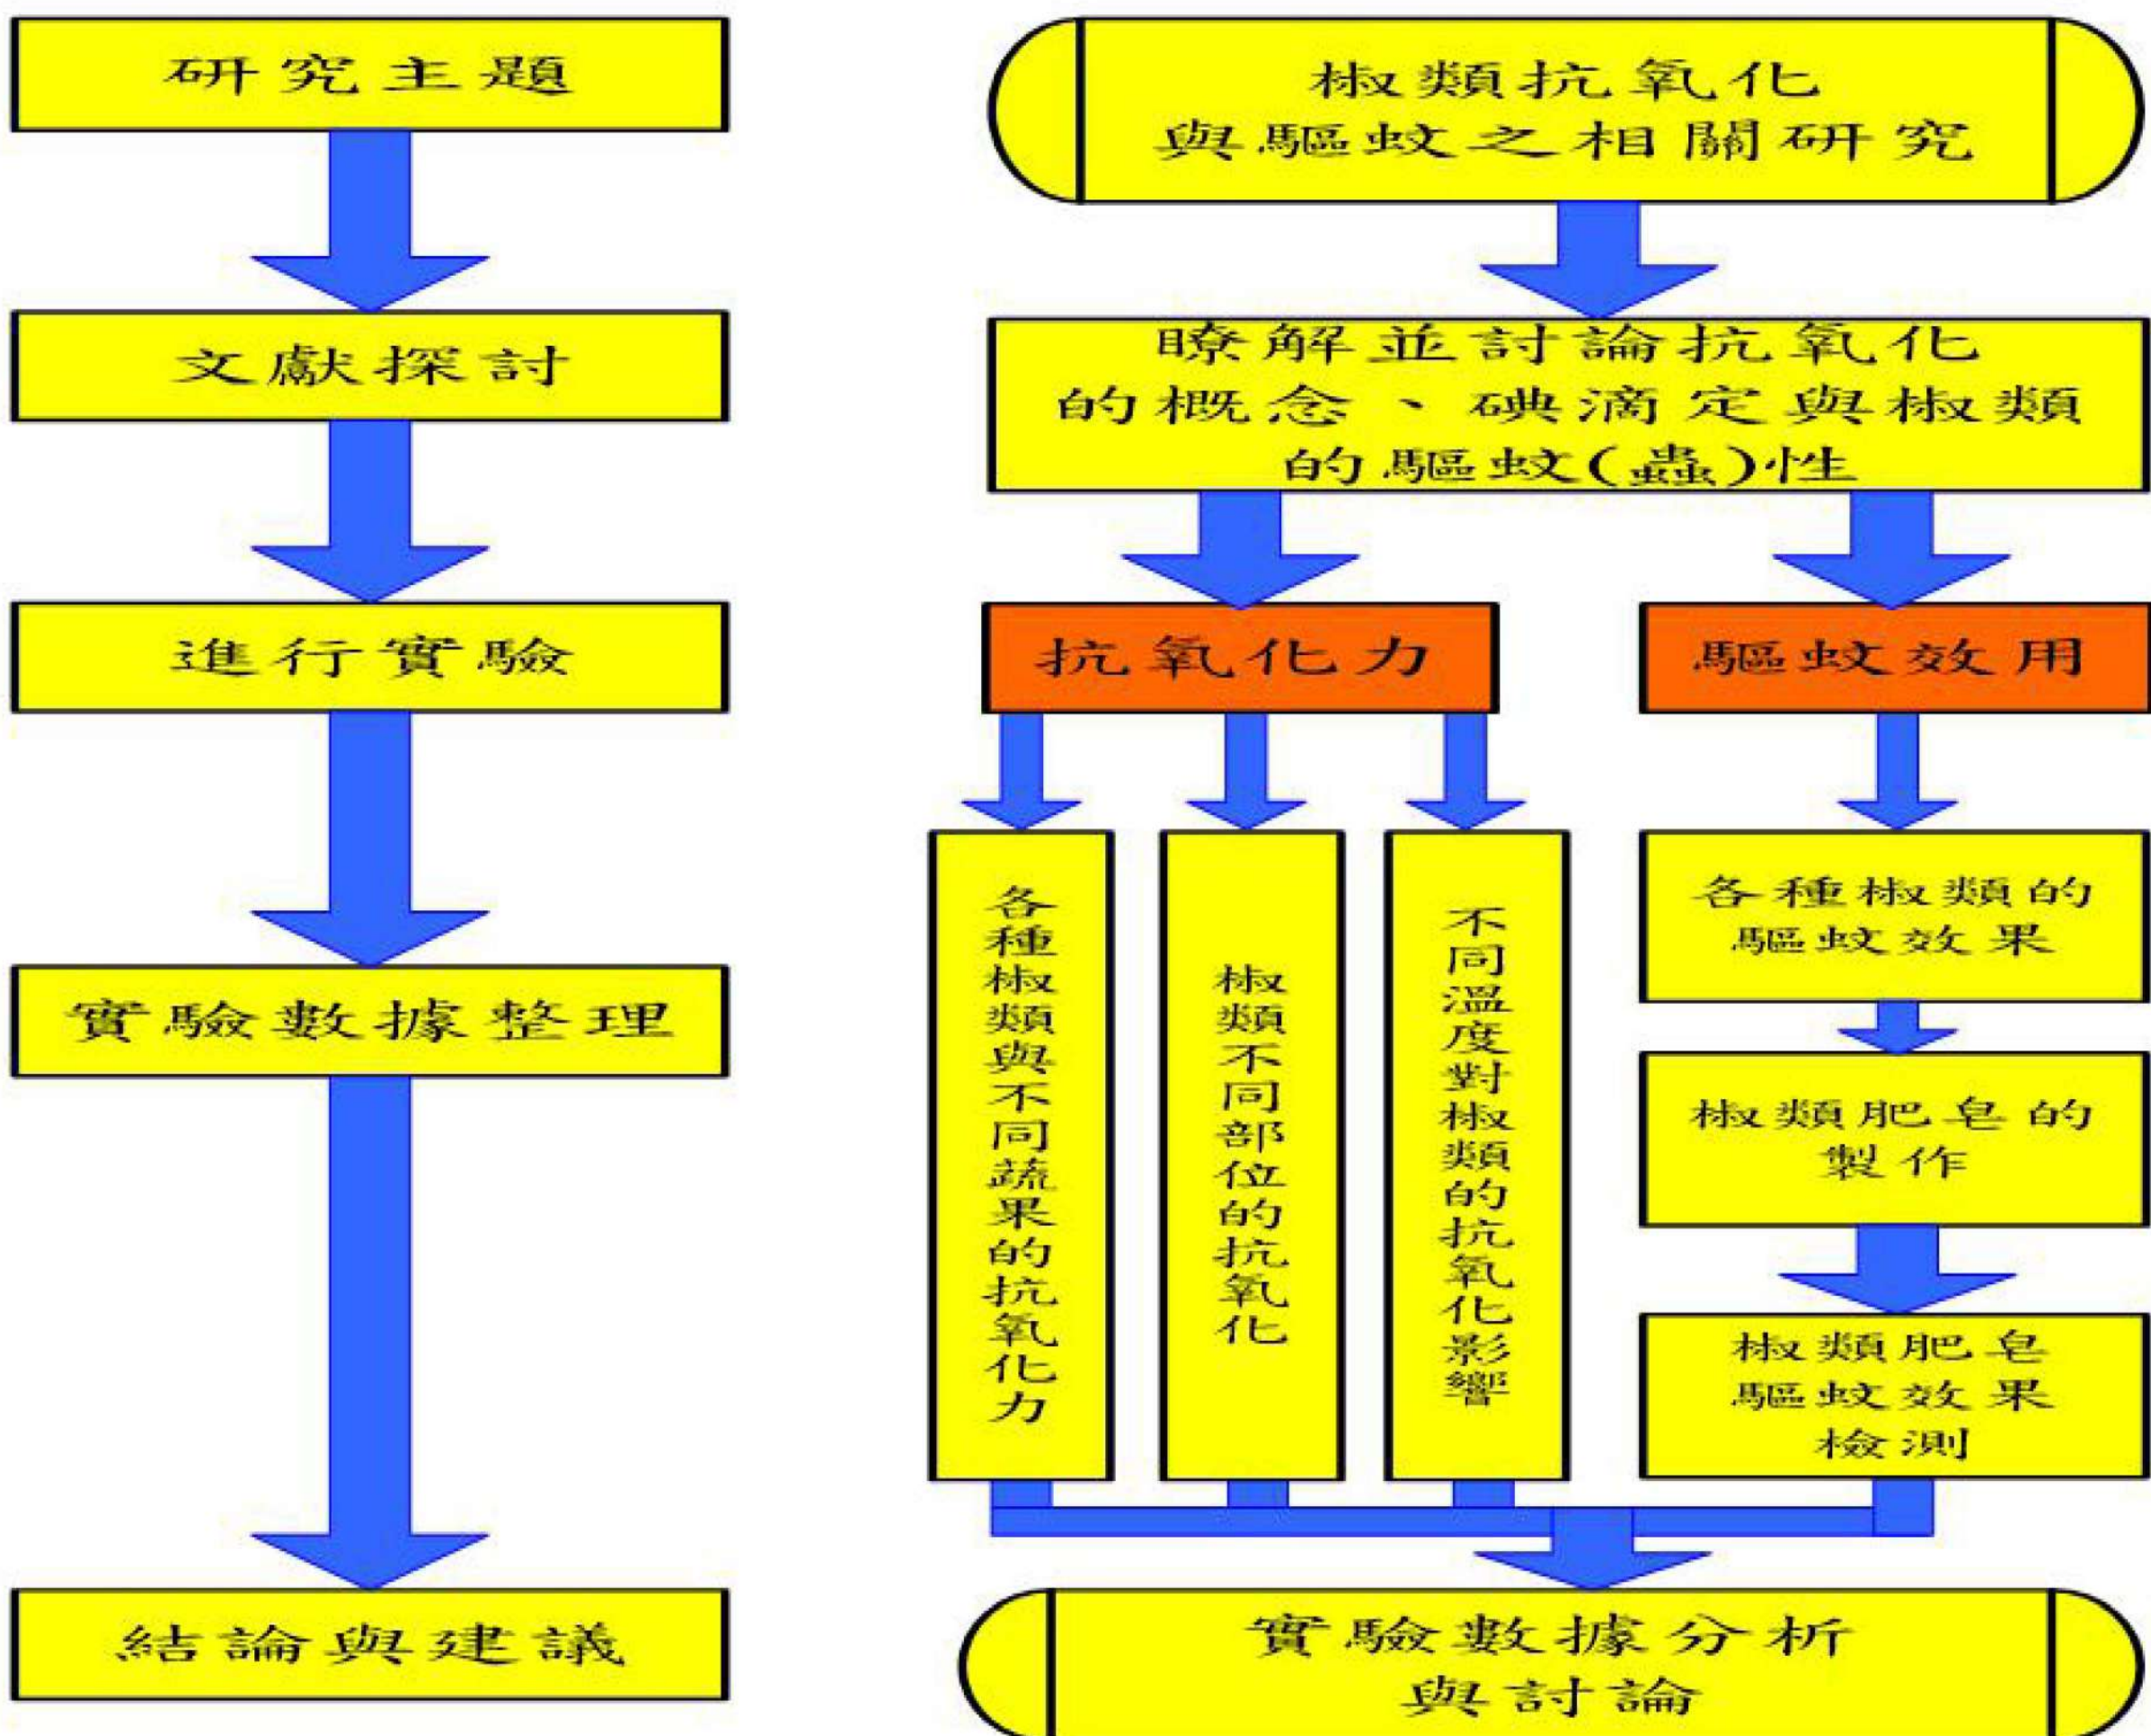 研究主題
文獻探討
進行實驗
實驗數據整理
結論與建議
椒類抗氧化
與驅蚊之相關研究
瞭解並討論抗氧化
的概念、碘滴定與椒類
的驅蚊(蟲)性
抗氧化力
驅蚊效用
各種椒類與不同蔬果的抗氧化力
椒類不同部位的抗氧化
不同溫度對椒類的抗氧化影響
各種椒類的
驅蚊效果
椒類肥皂的
製作
椒類肥皂
驅蚊效果
檢測
實驗數據分析
與討論